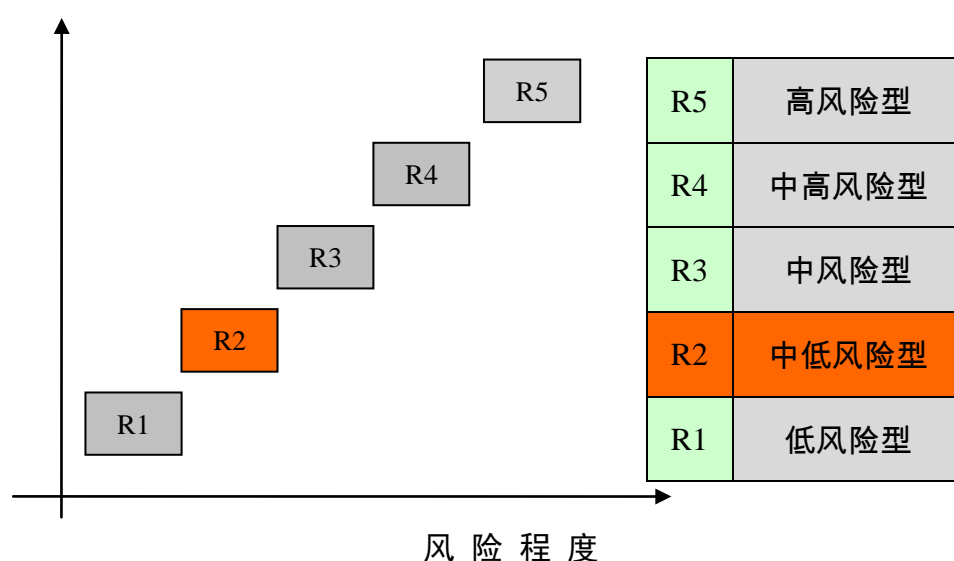 R5
R4
R3
R2
R1
R5 高风险型
R4 中高风险型
R3 中风险型
R2 中低风险型
R1 低风险型
风险程度